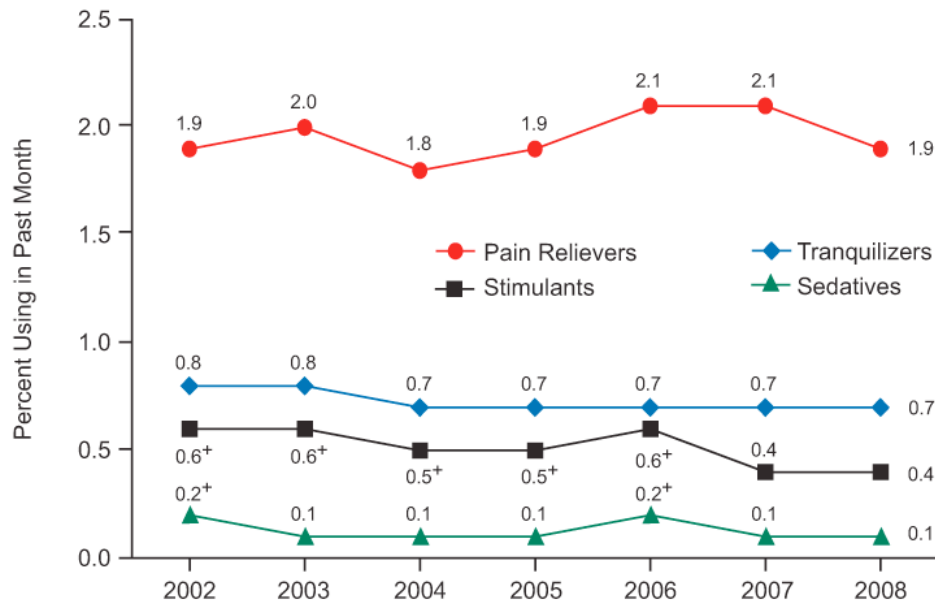 Percent Using in Past Month
2.5
2.0
1.5
1.0
0.5
0.0
1.9 2.0 1.8 1.9 2.1 2.1 1.9
Pain Relievers Tranquilizers
Stimulants Sedatives
0.8 0.8 0.7 0.7 0.7 0.7 0.7
0.6+ 0.6+ 0.5+ 0.5+ 0.6+ 0.4 0.4
0.2+ 0.1 0.1 0.1 0.2+ 0.1 0.1
2002 2003 2004 2005 2006 2007 2008